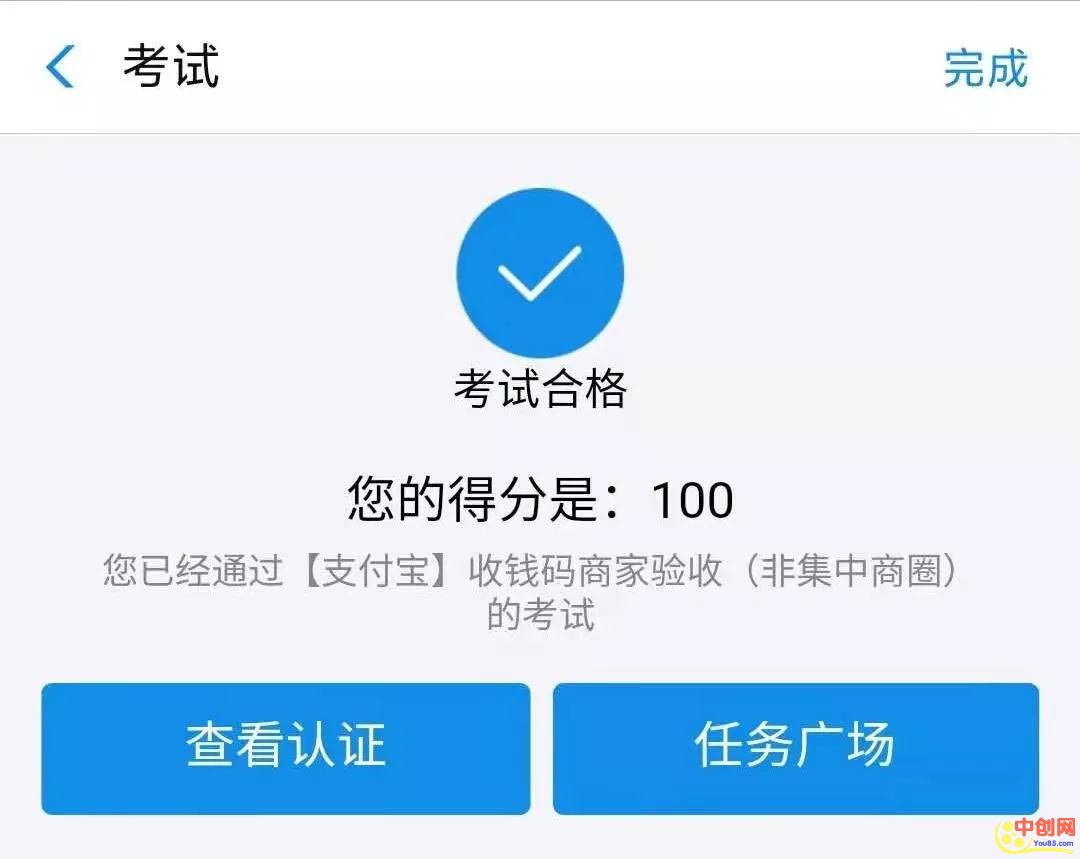 考试
完成
考试合格
您的得分是：100
您已经通过【支付宝】收钱码商家验收（非集中商圈）
的考试
查看认证
任务广场
中创网
You85.com